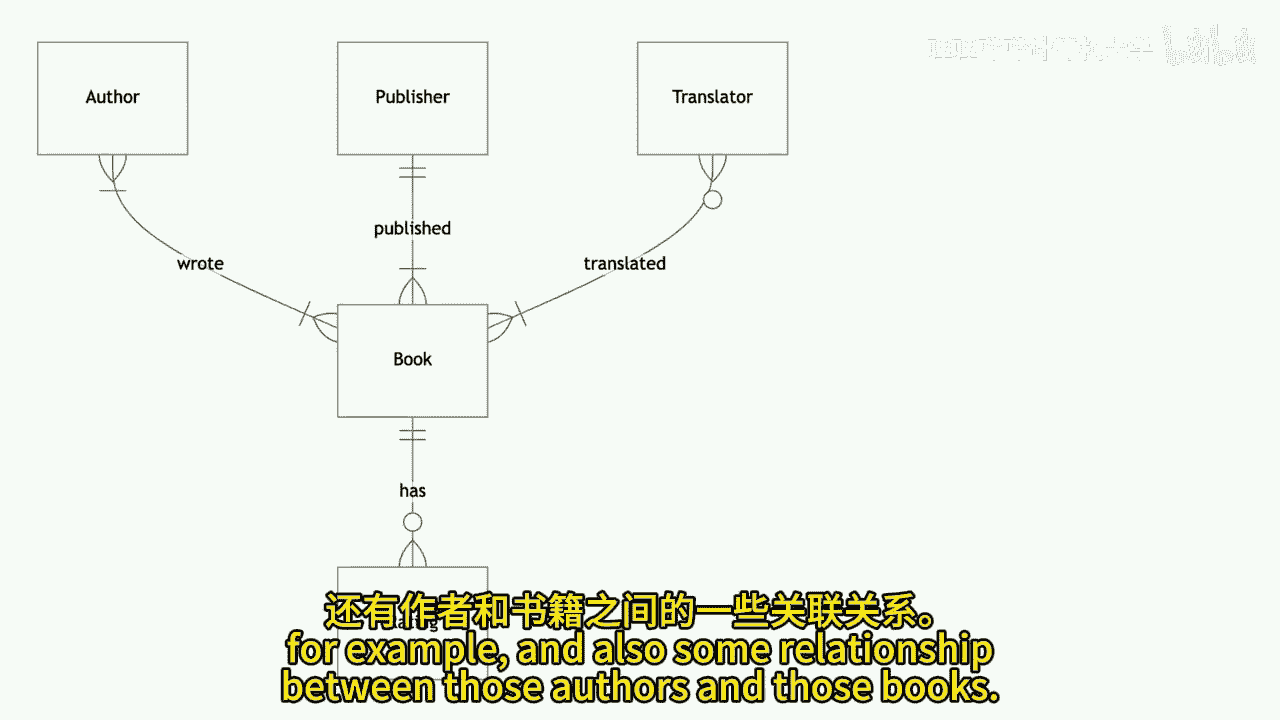 Author
Publisher
Translator
published
wrote
translated
Book
has
还有作者和书籍之间的一些关联关系。
for example, and also some relationship
between those authors and those books.